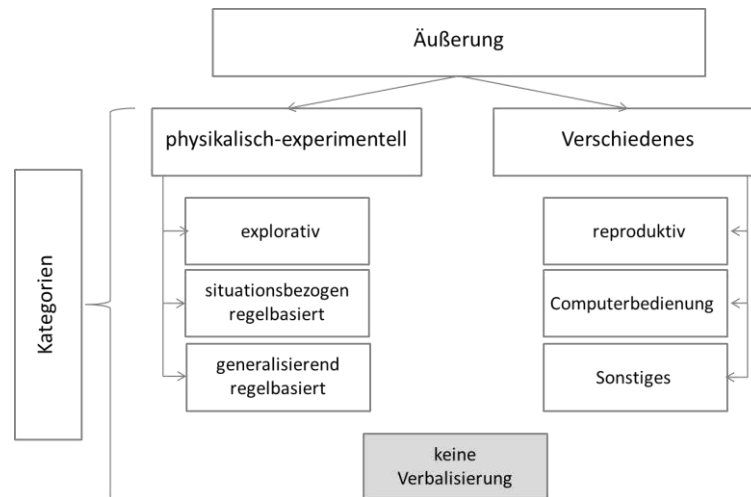 Äußerung
physikalisch-experimentell
Verschiedenes
Kategorien
explorativ
reproduktiv
situationsbezogen
regelbasiert
Computerbedienung
generalisierend
regelbasiert
Sonstiges
keine
Verbalisierung